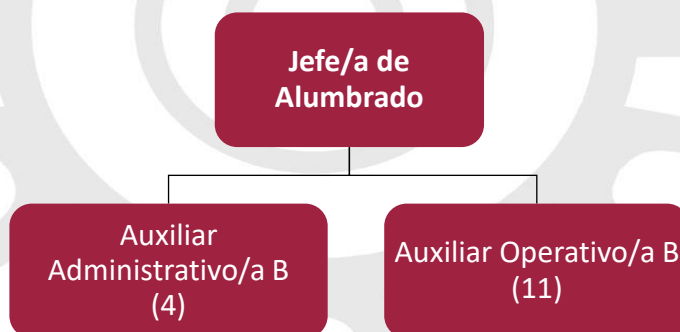 Jefe/a de
Alumbrado
Auxiliar
Administrativo/a B
(4)
Auxiliar Operativo/a B
(11)